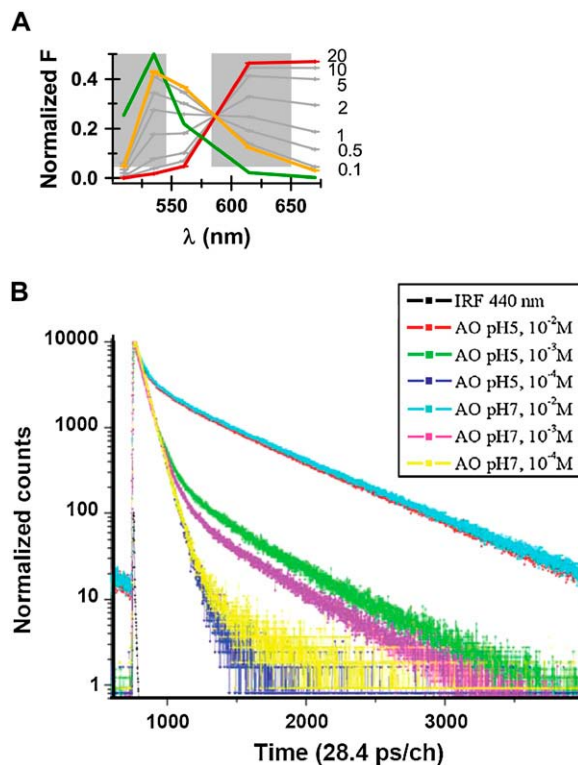 A
Normalized F
0.4
0.2
0.0
550 600 650
λ (nm)
20
10
5
2
1
0.5
0.1
B
IRF 440 nm
AO pH5, 10⁻²M
AO pH5, 10⁻³M
AO pH5, 10⁻⁴M
AO pH7, 10⁻²M
AO pH7, 10⁻³M
AO pH7, 10⁻⁴M
Normalized counts
10000
1000
100
10
1
1000 2000 3000
Time (28.4 ps/ch)